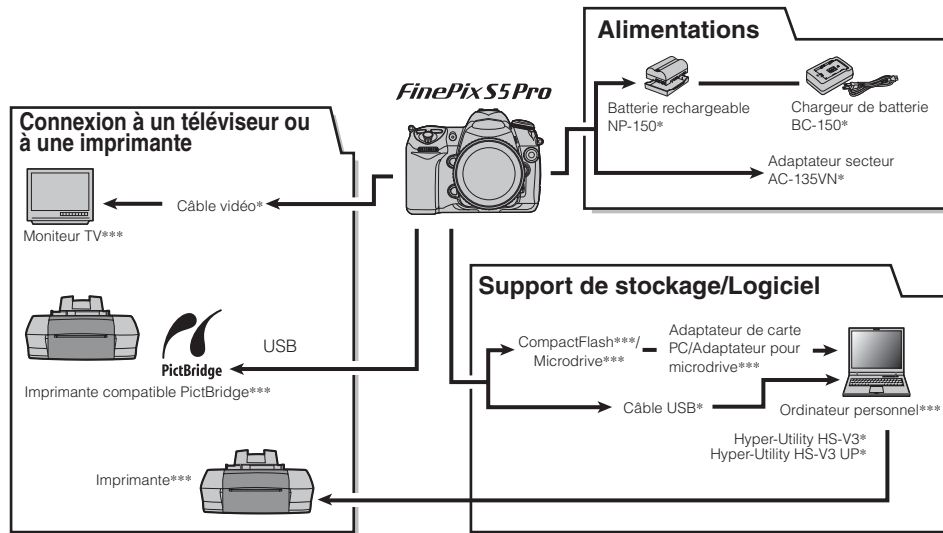 Alimentations
FinePix S5 Pro
Batterie rechargeable
NP-150*
Chargeur de batterie
BC-150*
Adaptateur secteur
AC-135VN*
Connexion à un téléviseur ou
à une imprimante
Câble vidéo*
Moniteur TV***
USB
PictBridge
Imprimante compatible PictBridge***
Imprimante***
Support de stockage/Logiciel
CompactFlash***/
Microdrive***
Adaptateur de carte
PC/Adaptateur pour
microdrive***
Câble USB*
Ordinateur personnel***
Hyper-Utility HS-V3*
Hyper-Utility HS-V3 UP*